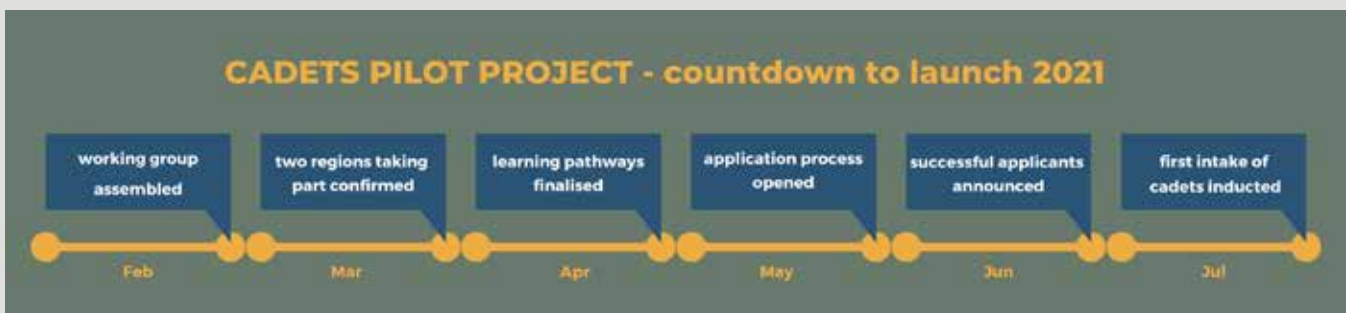 CADETS PILOT PROJECT - countdown to launch 2021
working group
assembled
two regions taking
part confirmed
learning pathways
finalised
application process
opened
successful applicants
announced
first intake of
cadets inducted
Feb
Mar
Apr
May
Jun
Jul